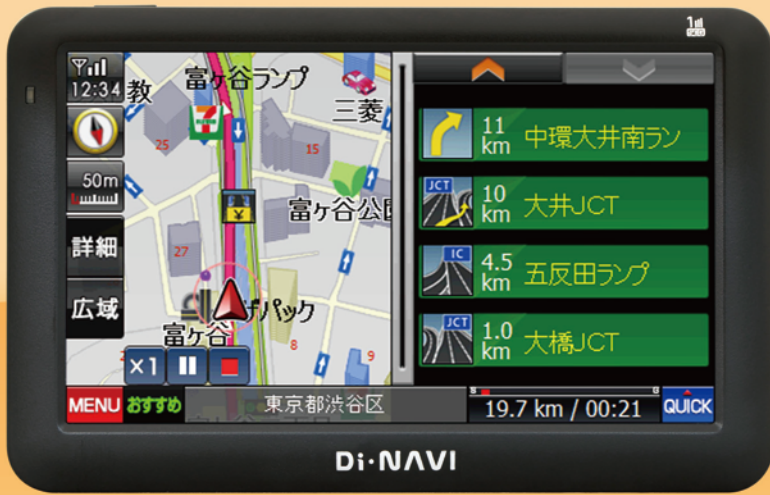 12:34
教
富ヶ谷ランプ
三菱
25
15
50m
富ヶ谷公
詳細
27
広域
ザパック
富ヶ谷
8
9
x1
MENU
おすすめ
東京都渋谷区
11
km
中環大井南ラン
JCT
10
km
大井JCT
IC
4.5
km
五反田ランプ
JCT
1.0
km
大橋JCT
S
G
19.7 km / 00:21
QUICK
Di·NAVI